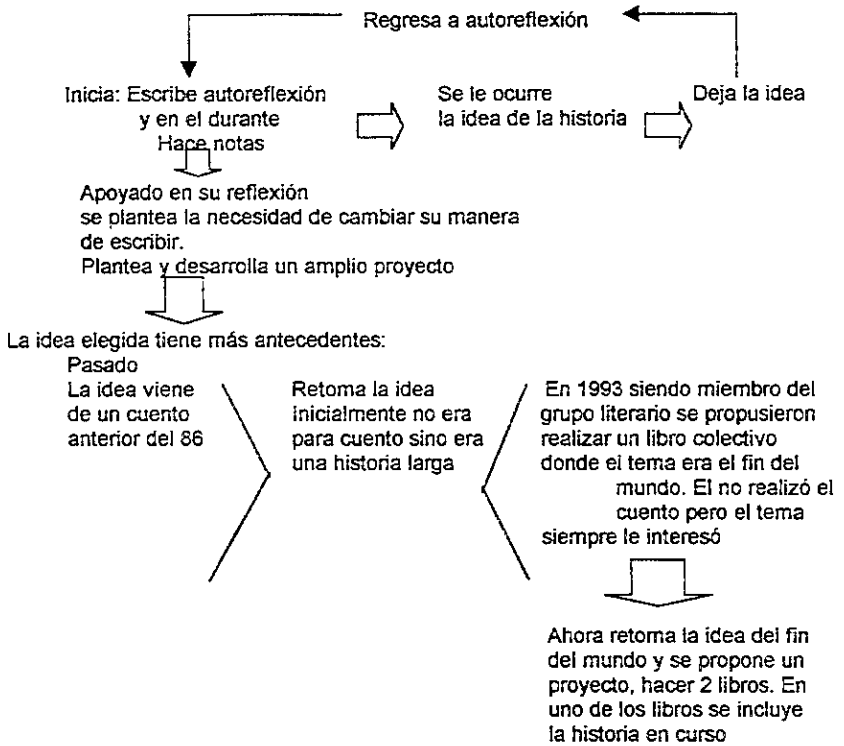 Regresa a autoreflexión
Inicia: Escribe autoreflexión
y en el durante
Hace notas
Se le ocurre
la idea de la historia
Deja la idea
Apoyado en su reflexión
se plantea la necesidad de cambiar su manera
de escribir.
Plantea y desarrolla un amplio proyecto
La idea elegida tiene más antecedentes:
Pasado
La idea viene
de un cuento
anterior del 86
Retoma la idea
inicialmente no era
para cuento sino era
una historia larga
En 1993 siendo miembro del
grupo literario se propusieron
realizar un libro colectivo
donde el tema era el fin del
mundo. El no realizó el
cuento pero el tema
siempre le interesó
Ahora retoma la idea del fin
del mundo y se propone un
proyecto, hacer 2 libros. En
uno de los libros se incluye
la historia en curso